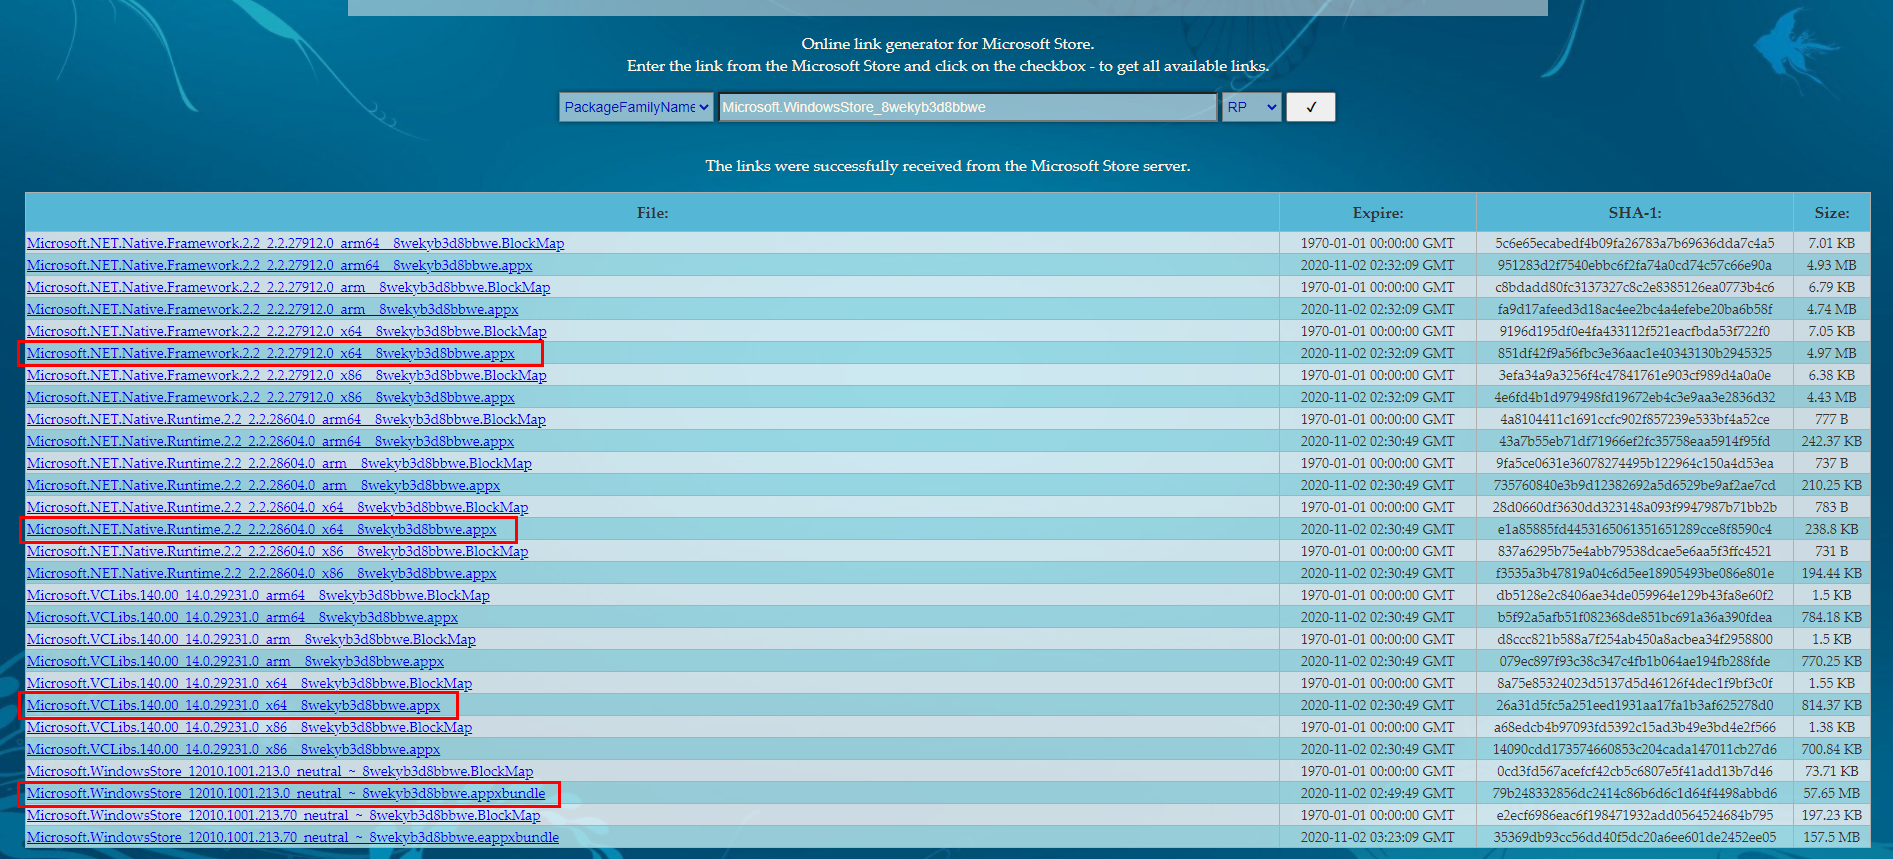 Online link generator for Microsoft Store.
Enter the link from the Microsoft Store and click on the checkbox - to get all available links.
PackageFamilyName Microsoft.WindowsStore_8wekyb3d8bbwe RP ✓
The links were successfully received from the Microsoft Store server.
File: Expire: SHA-1: Size:
Microsoft.NET.Native.Framework.2.2_2.2.27912.0_arm64__8wekyb3d8bbwe.BlockMap 1970-01-01 00:00:00 GMT 5c6e65ecabedf4b09fa26783a7b69636dda7c4a5 7.01 KB
Microsoft.NET.Native.Framework.2.2_2.2.27912.0_arm64__8wekyb3d8bbwe.appx 2020-11-02 02:32:09 GMT 951283d2f7540ebbc6f2fa74a0cd74c57c66e90a 4.93 MB
Microsoft.NET.Native.Framework.2.2_2.2.27912.0_arm__8wekyb3d8bbwe.BlockMap 1970-01-01 00:00:00 GMT c8bdadd80fc3137327c8c2e8385126ea0773b4c6 6.79 KB
Microsoft.NET.Native.Framework.2.2_2.2.27912.0_arm__8wekyb3d8bbwe.appx 2020-11-02 02:32:09 GMT fa9d17afeed3d18ac4ee2bc4a4efebe20ba6b58f 4.74 MB
Microsoft.NET.Native.Framework.2.2_2.2.27912.0_x64__8wekyb3d8bbwe.BlockMap 1970-01-01 00:00:00 GMT 9196d195df0e4fa433112f521eacfbda53f722f0 7.05 KB
Microsoft.NET.Native.Framework.2.2_2.2.27912.0_x64__8wekyb3d8bbwe.appx 2020-11-02 02:32:09 GMT 851df42f9a56fbc3e36aac1e40343130b2945325 4.97 MB
Microsoft.NET.Native.Framework.2.2_2.2.27912.0_x86__8wekyb3d8bbwe.BlockMap 1970-01-01 00:00:00 GMT 3efa34a9a3256f4c47841761e903cf989d4a0a0e 6.38 KB
Microsoft.NET.Native.Framework.2.2_2.2.27912.0_x86__8wekyb3d8bbwe.appx 2020-11-02 02:32:09 GMT 4e6fd4b1d979498fd19672eb4c3e9aa3e2836d32 4.43 MB
Microsoft.NET.Native.Runtime.2.2_2.2.28604.0_arm64__8wekyb3d8bbwe.BlockMap 1970-01-01 00:00:00 GMT 4a8104411c1691ccfc902f857239e533bf4a52ce 777 B
Microsoft.NET.Native.Runtime.2.2_2.2.28604.0_arm64__8wekyb3d8bbwe.appx 2020-11-02 02:30:49 GMT 43a7b55eb71df71966ef2fc35758eaa5914f95fd 242.37 KB
Microsoft.NET.Native.Runtime.2.2_2.2.28604.0_arm__8wekyb3d8bbwe.BlockMap 1970-01-01 00:00:00 GMT 9fa5ce0631e36078274495b122964c150a4d53ea 737 B
Microsoft.NET.Native.Runtime.2.2_2.2.28604.0_arm__8wekyb3d8bbwe.appx 2020-11-02 02:30:49 GMT 735760840e3b9d12382692a5d6529be9af2ae7cd 210.25 KB
Microsoft.NET.Native.Runtime.2.2_2.2.28604.0_x64__8wekyb3d8bbwe.BlockMap 1970-01-01 00:00:00 GMT 28d0660df3630dd323148a093f9947987b71bb2b 783 B
Microsoft.NET.Native.Runtime.2.2_2.2.28604.0_x64__8wekyb3d8bbwe.appx 2020-11-02 02:30:49 GMT e1a85885fd4453165061351651289cce8f8590c4 238.8 KB
Microsoft.NET.Native.Runtime.2.2_2.2.28604.0_x86__8wekyb3d8bbwe.BlockMap 1970-01-01 00:00:00 GMT 837a6295b75e4abb79538dcae5e6aa5f3ffc4521 731 B
Microsoft.NET.Native.Runtime.2.2_2.2.28604.0_x86__8wekyb3d8bbwe.appx 2020-11-02 02:30:49 GMT f3535a3b47819a04c6d5ee18905493be086e801e 194.44 KB
Microsoft.VCLibs.140.00_14.0.29231.0_arm64__8wekyb3d8bbwe.BlockMap 1970-01-01 00:00:00 GMT db5128e2c8406ae34de059964e129b43fa8e60f2 1.5 KB
Microsoft.VCLibs.140.00_14.0.29231.0_arm64__8wekyb3d8bbwe.appx 2020-11-02 02:30:49 GMT b5f92a5afb51f082368de851bc691a36a390fdea 784.18 KB
Microsoft.VCLibs.140.00_14.0.29231.0_arm__8wekyb3d8bbwe.BlockMap 1970-01-01 00:00:00 GMT d8ccc821b588a7f254ab450a8acbea34f2958800 1.5 KB
Microsoft.VCLibs.140.00_14.0.29231.0_arm__8wekyb3d8bbwe.appx 2020-11-02 02:30:49 GMT 079ec897f93c38c347c4fb1b064ae194fb288fde 770.25 KB
Microsoft.VCLibs.140.00_14.0.29231.0_x64__8wekyb3d8bbwe.BlockMap 1970-01-01 00:00:00 GMT 8a75e85324023d5137d5d46126f4dec1f9bf3c0f 1.55 KB
Microsoft.VCLibs.140.00_14.0.29231.0_x64__8wekyb3d8bbwe.appx 2020-11-02 02:30:49 GMT 26a31d5fc5a251eed1931aa17fa1b3af625278d0 814.37 KB
Microsoft.VCLibs.140.00_14.0.29231.0_x86__8wekyb3d8bbwe.BlockMap 1970-01-01 00:00:00 GMT a68edcb4b97093fd5392c15ad3b49e3bd4e2f566 1.38 KB
Microsoft.VCLibs.140.00_14.0.29231.0_x86__8wekyb3d8bbwe.appx 2020-11-02 02:30:49 GMT 14090cdd173574660853c204cada147011cb27d6 700.84 KB
Microsoft.WindowsStore_12010.1001.213.0_neutral_~_8wekyb3d8bbwe.BlockMap 1970-01-01 00:00:00 GMT 0cd3fd567acefcf42cb5c6807e5f41add13b7d46 73.71 KB
Microsoft.WindowsStore_12010.1001.213.0_neutral_~_8wekyb3d8bbwe.appxbundle 2020-11-02 02:49:49 GMT 79b248332856dc2414c86b6d6c1d64f4498abbd6 57.65 MB
Microsoft.WindowsStore_12010.1001.213.70_neutral_~_8wekyb3d8bbwe.BlockMap 1970-01-01 00:00:00 GMT e2ecf6986eac6f198471932add0564524684b795 197.23 KB
Microsoft.WindowsStore_12010.1001.213.70_neutral_~_8wekyb3d8bbwe.eappxbundle 2020-11-02 03:23:09 GMT 35369db93cc56dd40f5dc20a6ee601de2452ee05 157.5 MB